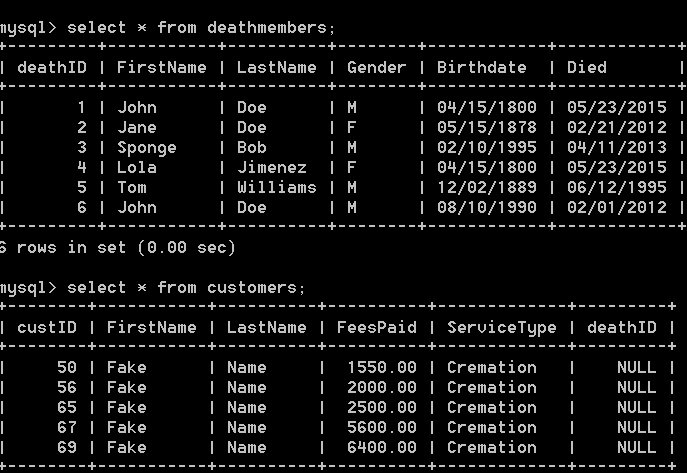 mysql> select * from deathmembers;
+---------+-----------+----------+--------+------------+------------+
| deathID | FirstName | LastName | Gender | Birthdate  | Died       |
+---------+-----------+----------+--------+------------+------------+
|       1 | John      | Doe      | M      | 04/15/1800 | 05/23/2015 |
|       2 | Jane      | Doe      | F      | 05/15/1878 | 02/21/2012 |
|       3 | Sponge    | Bob      | M      | 02/10/1995 | 04/11/2013 |
|       4 | Lola      | Jimenez  | F      | 04/15/1800 | 05/23/2015 |
|       5 | Tom       | Williams | M      | 12/02/1889 | 06/12/1995 |
|       6 | John      | Doe      | M      | 08/10/1990 | 02/01/2012 |
+---------+-----------+----------+--------+------------+------------+
6 rows in set (0.00 sec)
mysql> select * from customers;
+--------+-----------+----------+----------+-------------+---------+
| custID | FirstName | LastName | FeesPaid | ServiceType | deathID |
+--------+-----------+----------+----------+-------------+---------+
|     50 | Fake      | Name     |  1550.00 | Cremation   |    NULL |
|     56 | Fake      | Name     |  2000.00 | Cremation   |    NULL |
|     65 | Fake      | Name     |  2500.00 | Cremation   |    NULL |
|     67 | Fake      | Name     |  5600.00 | Cremation   |    NULL |
|     69 | Fake      | Name     |  6400.00 | Cremation   |    NULL |
+--------+-----------+----------+----------+-------------+---------+